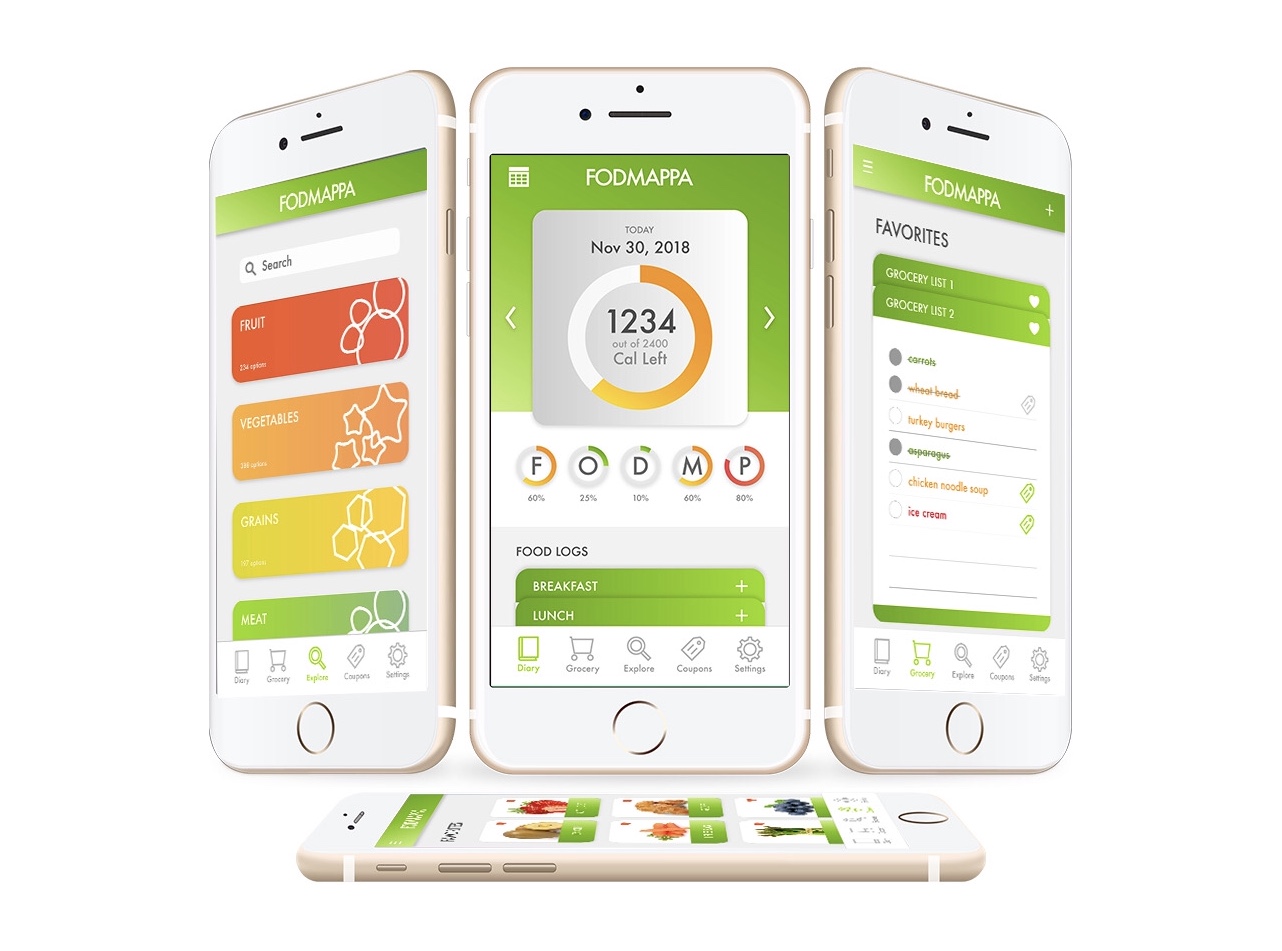 FODMAPPA
Search
FRUIT
234 options
VEGETABLES
388 options
GRAINS
197 options
MEAT
Diary
Grocery
Explore
Coupons
Settings
FODMAPPA
TODAY
Nov 30, 2018
1234
out of 2400
Cal Left
F O D M P
60% 25% 10% 60% 80%
FOOD LOGS
BREAKFAST +
LUNCH +
Diary Grocery Explore Coupons Settings
FODMAPPA +
FAVORITES
GROCERY LIST 1
GROCERY LIST 2
carrots
wheat bread
turkey burgers
asparagus
chicken noodle soup
ice cream
Diary
Grocery
Explore
Coupons
Settings